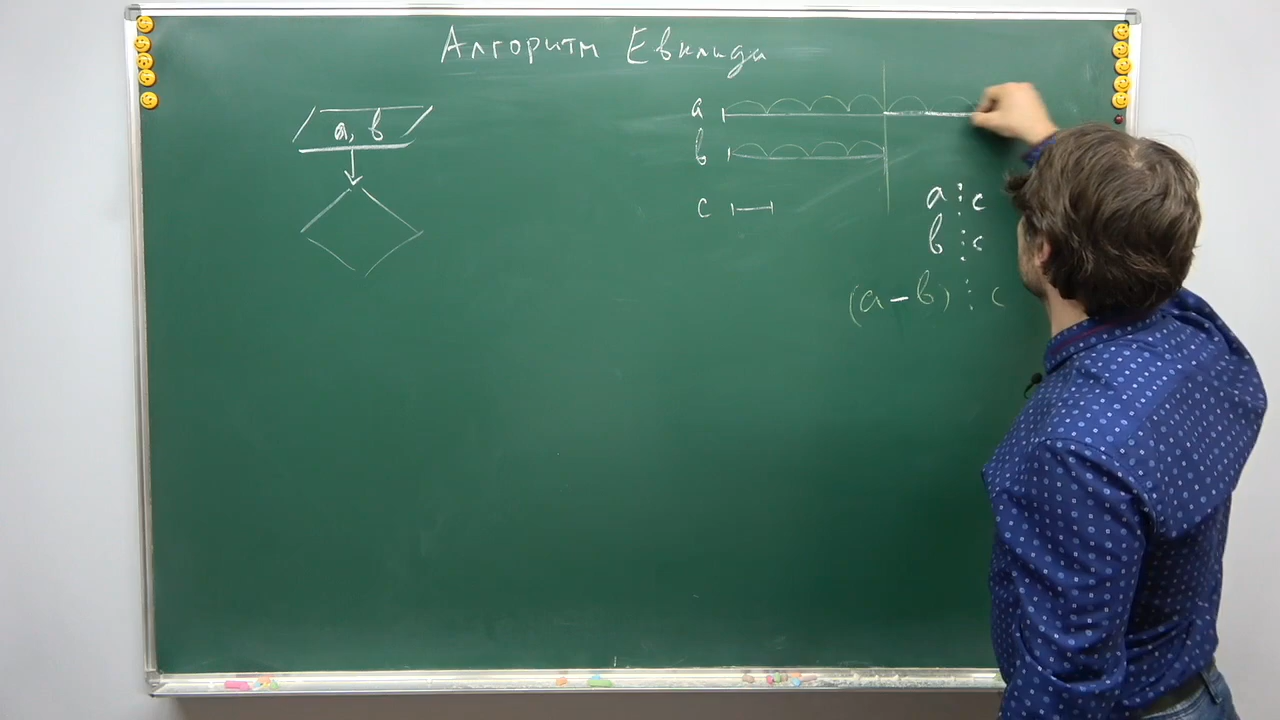 Алгоритм Евклида
a, b
a
b
c
a ⋮ c
b ⋮ c
(a − b) ⋮ c